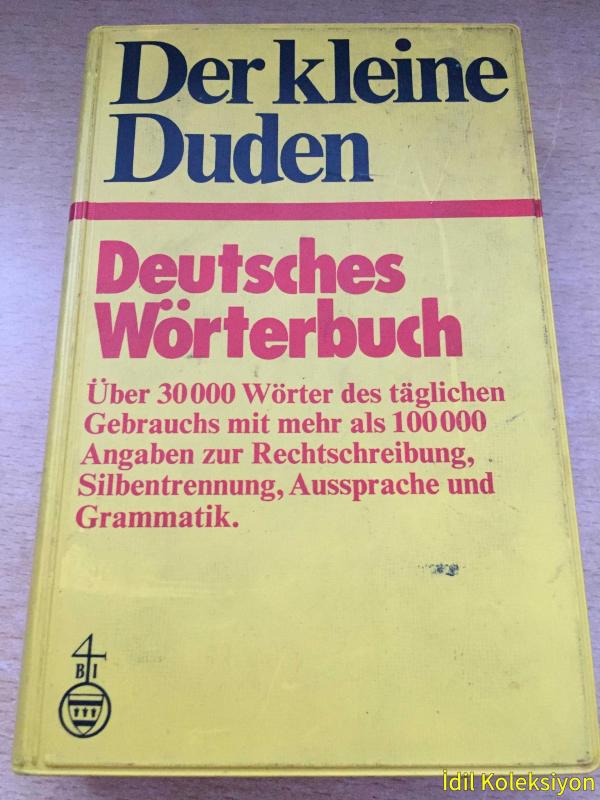 Der kleine
Duden
Deutsches
Wörterbuch
Über 30000 Wörter des täglichen
Gebrauchs mit mehr als 100000
Angaben zur Rechtschreibung,
Silbentrennung, Aussprache und
Grammatik.
B I
İdil Koleksiyon